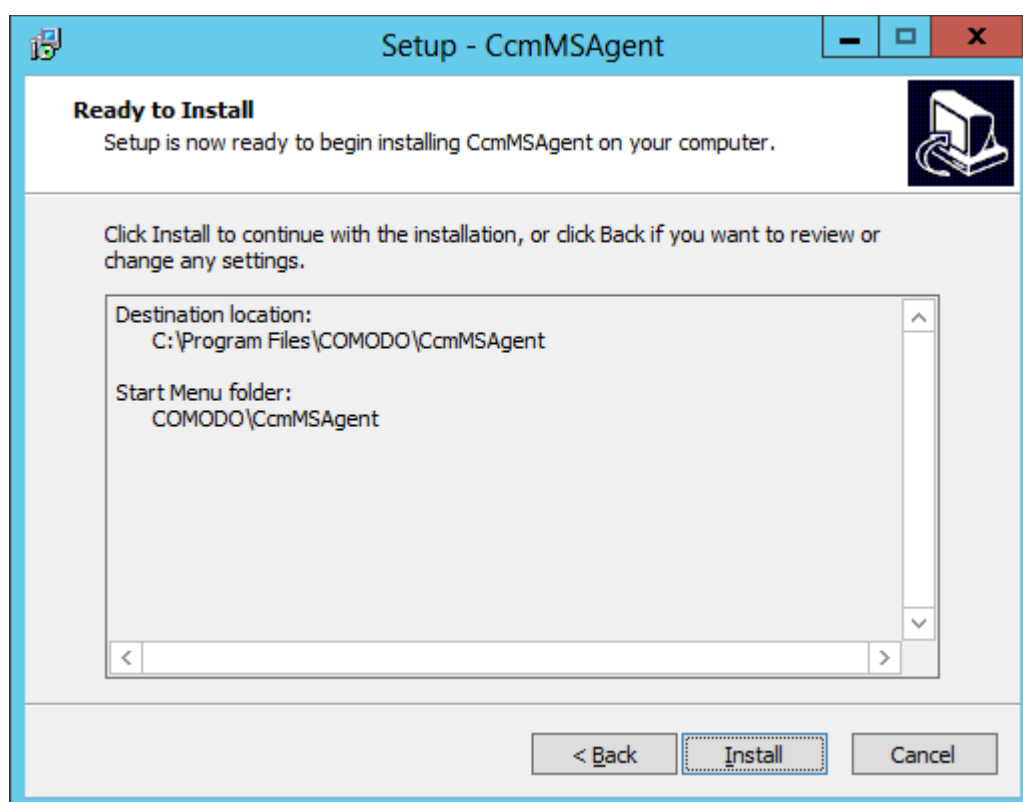 Setup - CcmMSAgent
Ready to Install
Setup is now ready to begin installing CcmMSAgent on your computer.
Click Install to continue with the installation, or click Back if you want to review or
change any settings.
Destination location:
C:\Program Files\COMODO\CcmMSAgent
Start Menu folder:
COMODO\CcmMSAgent
< Back
Install
Cancel